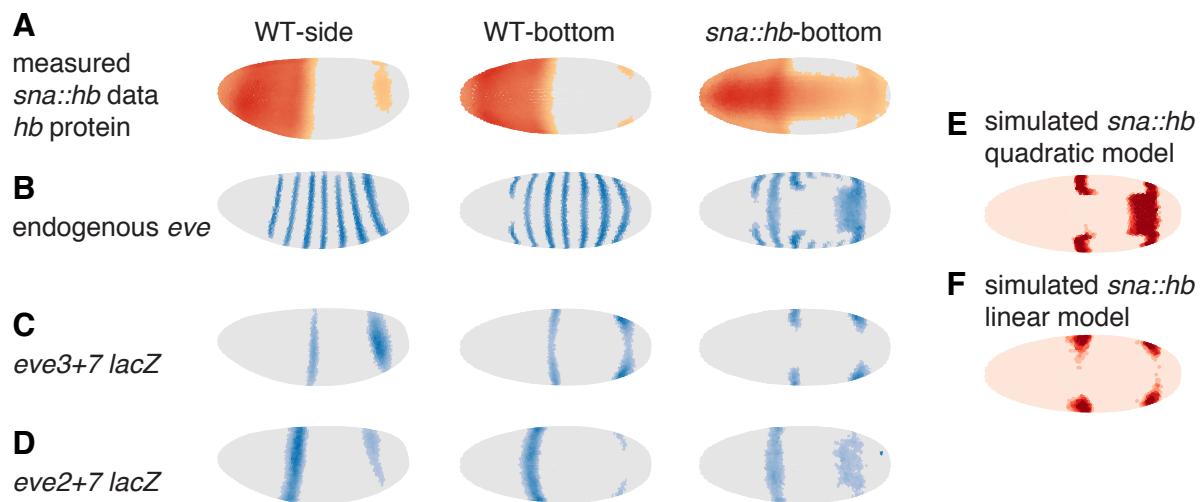 A
measured
sna::hb data
hb protein
WT-side
WT-bottom
sna::hb-bottom
B
endogenous eve
C
eve3+7 lacZ
D
eve2+7 lacZ
E simulated sna::hb
quadratic model
F simulated sna::hb
linear model